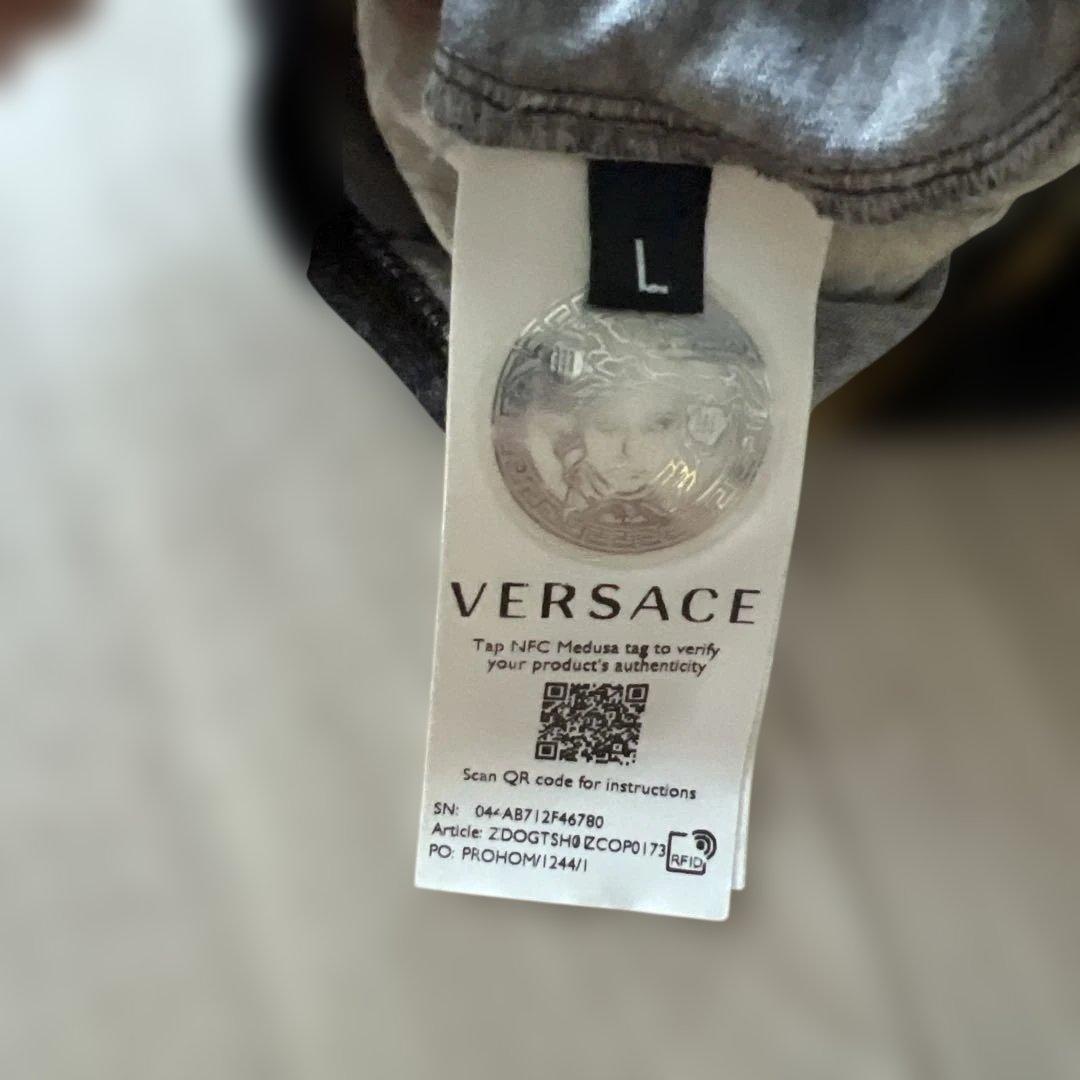 L
VERSACE
Tap NFC Medusa tag to verify
your product's authenticity
Scan QR code for instructions
SN: 044AB712F46780
Article: ZDOGTSH01ZCOP0173
PO: PROHOM/1244/1
RFID